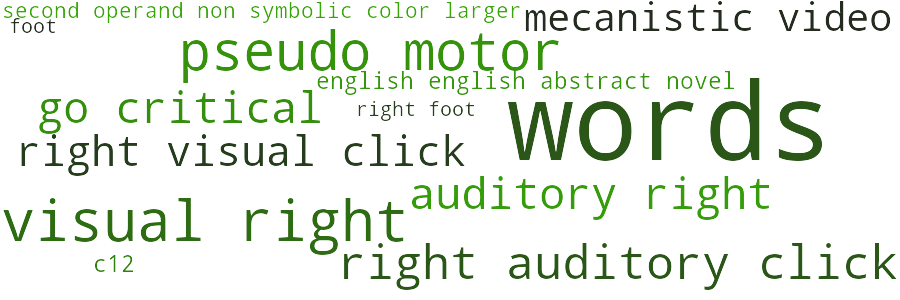 second operand non symbolic color larger
mecanistic video
foot
pseudo motor
english english abstract novel
go critical
right foot
words
right visual click
auditory right
visual right
right auditory click
c12